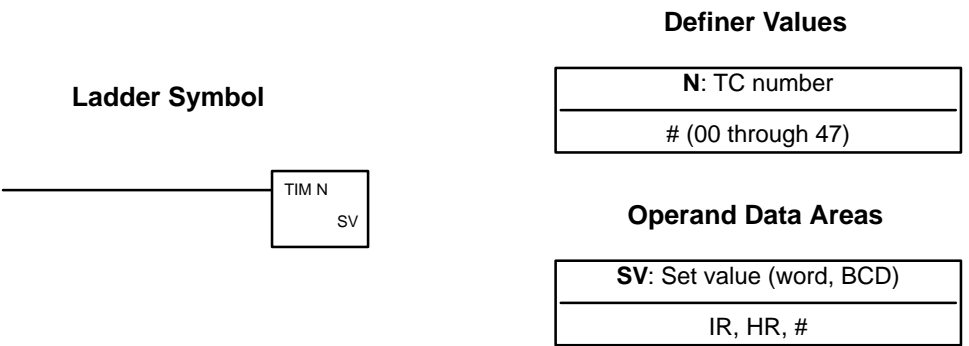 Ladder Symbol
TIM N
SV
Definer Values
N: TC number
# (00 through 47)
Operand Data Areas
SV: Set value (word, BCD)
IR, HR, #